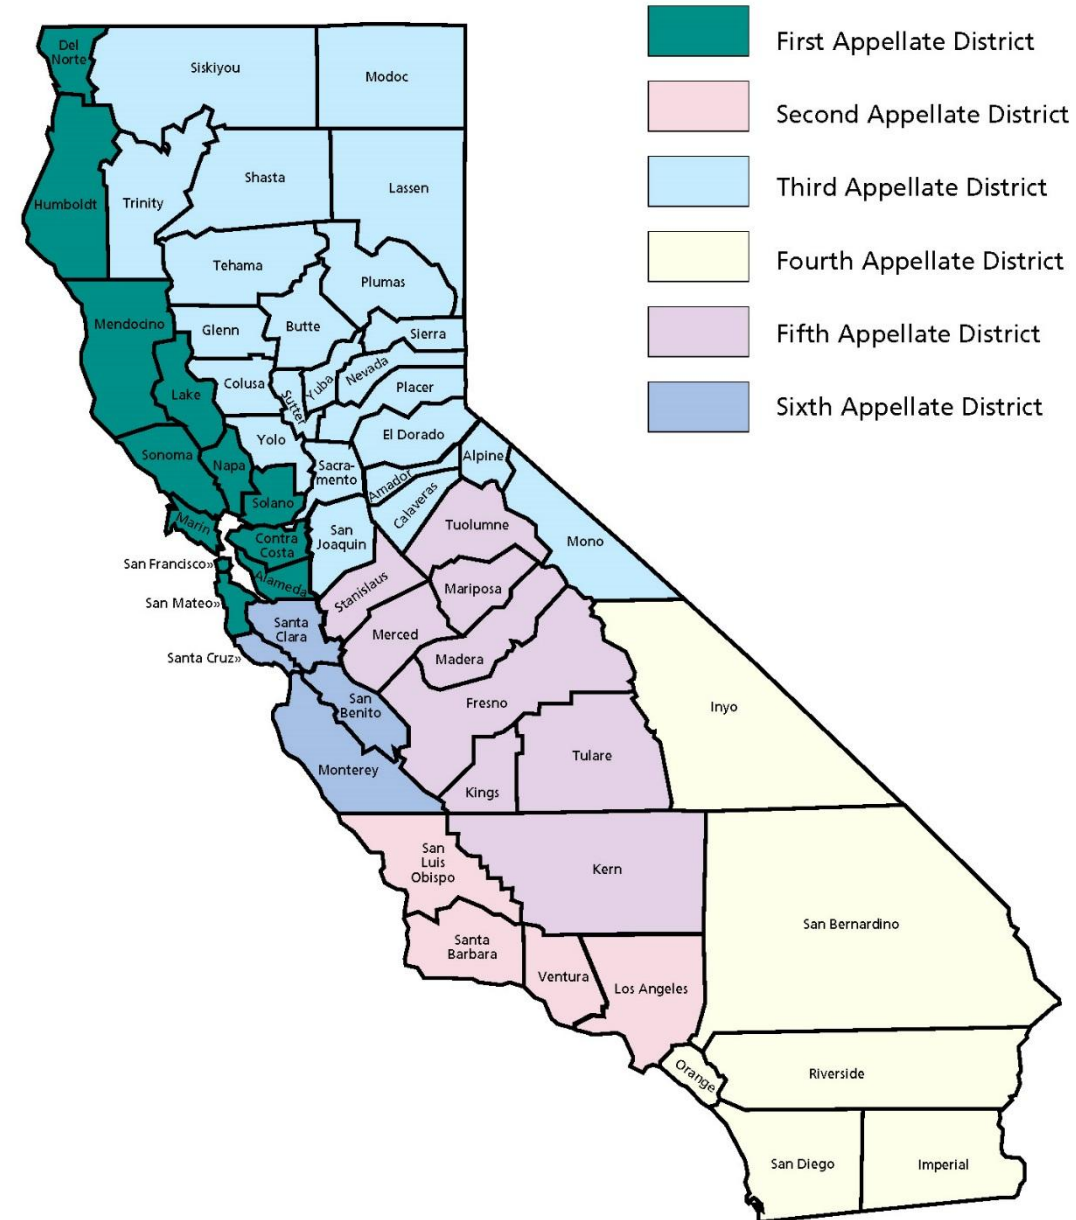 First Appellate District
Second Appellate District
Third Appellate District
Fourth Appellate District
Fifth Appellate District
Sixth Appellate District
Del
Norte
Siskiyou
Modoc
Humboldt
Trinity
Shasta
Lassen
Tehama
Plumas
Mendocino
Glenn
Butte
Sierra
Lake
Colusa
Sutter
Yuba
Nevada
Placer
Sonoma
Napa
Yolo
El Dorado
Solano
Sacra-
mento
Amador
Alpine
Calaveras
Marin
Contra
Costa
San
Joaquin
Tuolumne
Mono
San Francisco»
Alameda
Stanislaus
Mariposa
San Mateo»
Santa
Clara
Merced
Madera
Santa Cruz»
San
Benito
Fresno
Inyo
Monterey
Kings
Tulare
San
Luis
Obispo
Kern
San Bernardino
Santa
Barbara
Ventura
Los Angeles
Orange
Riverside
San Diego
Imperial